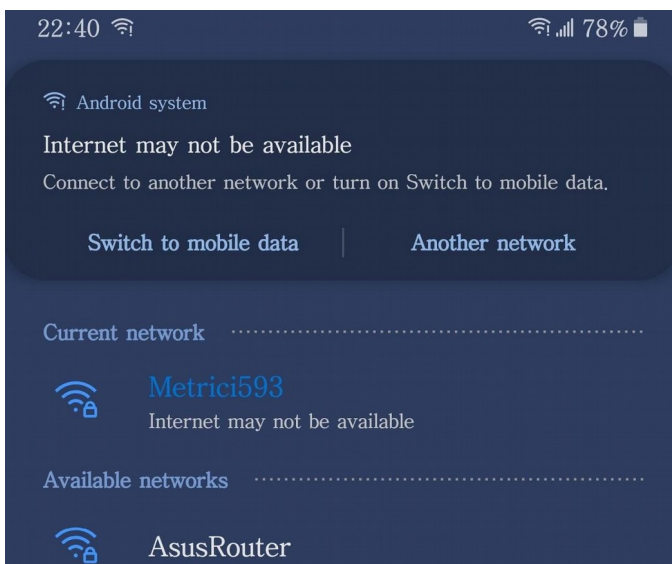 22:40
78%
Android system
Internet may not be available
Connect to another network or turn on Switch to mobile data.
Switch to mobile data
Another network
Current network
Metrici593
Internet may not be available
Available networks
AsusRouter